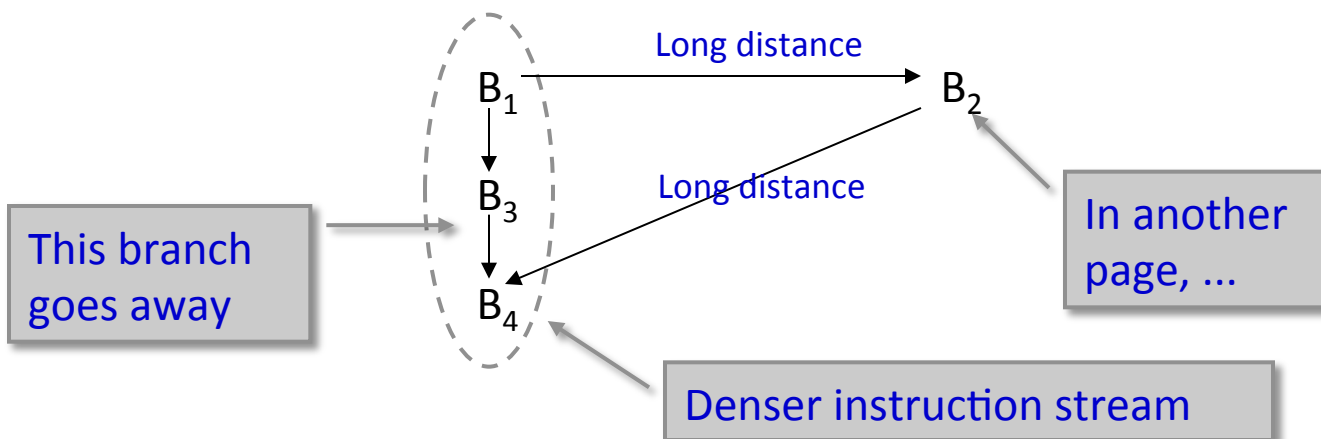 Long distance
B₁
B₂
Long distance
B₃
This branch
goes away
In another
page, ...
B₄
Denser instruction stream